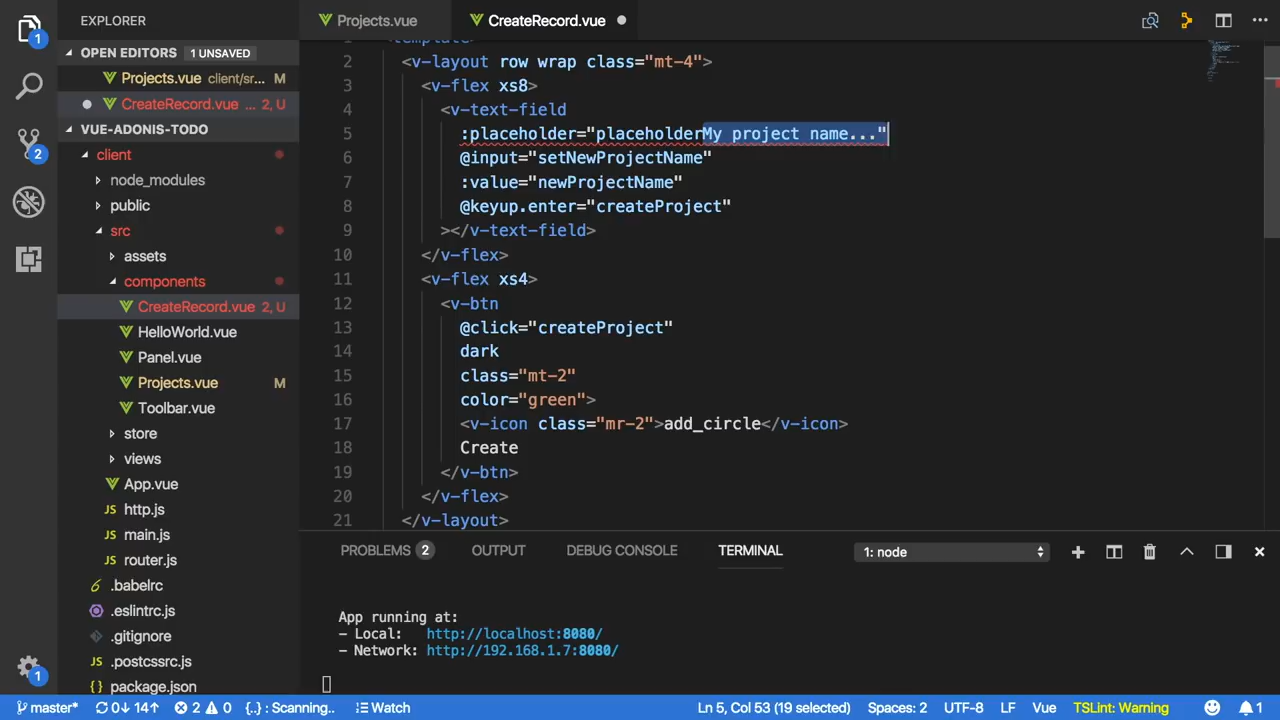 EXPLORER
OPEN EDITORS 1 UNSAVED
Projects.vue client/sr... M
CreateRecord.vue ... 2, U
VUE-ADONIS-TODO
client
node_modules
public
src
assets
components
CreateRecord.vue 2, U
HelloWorld.vue
Panel.vue
Projects.vue M
Toolbar.vue
store
views
App.vue
JS http.js
JS main.js
JS router.js
.babelrc
.eslintrc.js
.gitignore
.postcssrc.js
{} package.json
1
2
1
Projects.vue
CreateRecord.vue
1 <template>
2 <v-layout row wrap class="mt-4">
3 <v-flex xs8>
4 <v-text-field
5 :placeholder="placeholderMy project name..."
6 @input="setNewProjectName"
7 :value="newProjectName"
8 @keyup.enter="createProject"
9 ></v-text-field>
10 </v-flex>
11 <v-flex xs4>
12 <v-btn
13 @click="createProject"
14 dark
15 class="mt-2"
16 color="green">
17 <v-icon class="mr-2">add_circle</v-icon>
18 Create
19 </v-btn>
20 </v-flex>
21 </v-layout>
PROBLEMS 2 OUTPUT DEBUG CONSOLE TERMINAL 1: node
App running at:
- Local: http://localhost:8080/
- Network: http://192.168.1.7:8080/
master* 0↓ 14↑ 2 0 {..} : Scanning.. Watch Ln 5, Col 53 (19 selected) Spaces: 2 UTF-8 LF Vue TSLint: Warning 1